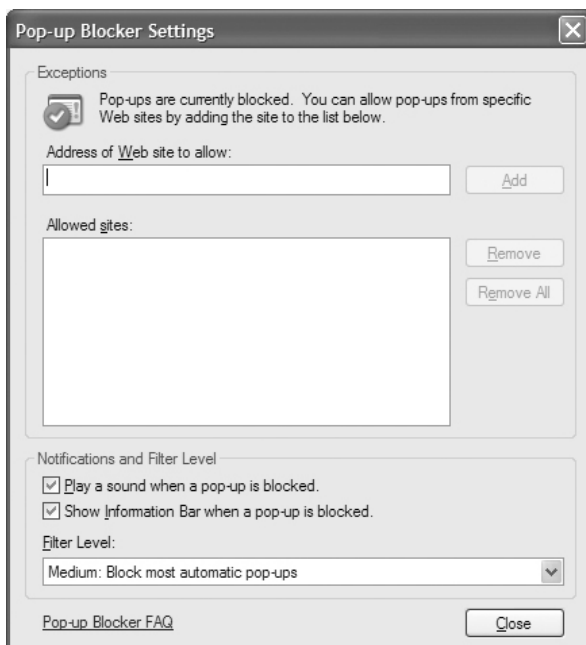 Pop-up Blocker Settings
Exceptions
Pop-ups are currently blocked. You can allow pop-ups from specific
Web sites by adding the site to the list below.
Address of Web site to allow:
Add
Allowed sites:
Remove
Remove All
Notifications and Filter Level
Play a sound when a pop-up is blocked.
Show Information Bar when a pop-up is blocked.
Filter Level:
Medium: Block most automatic pop-ups
Pop-up Blocker FAQ
Close